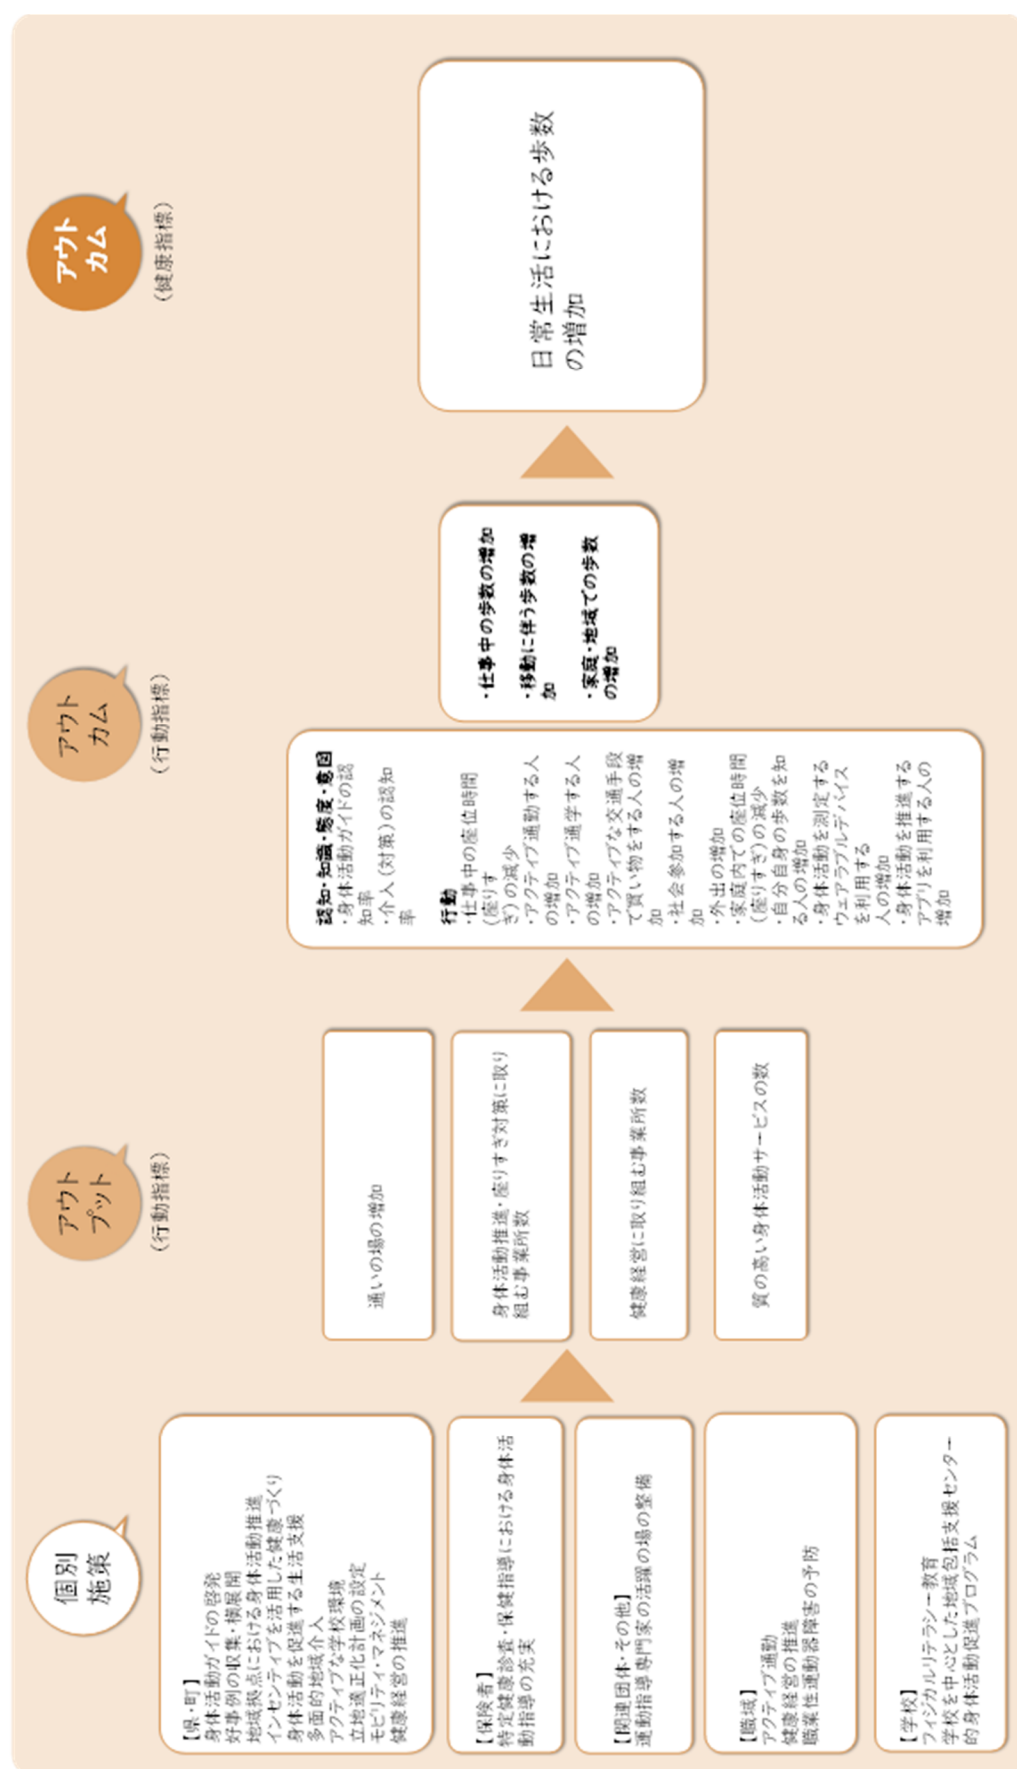 個別
施策
【県・町】
身体活動ガイドの啓発
好事例の収集・横展開
地域拠点における身体活動推進
インセンティブを活用した健康づくり
身体活動を促進する生活支援
多面的地域介入
アクティブな学校環境
立地適正化計画の設定
モビリティ・マネジメント
健康経営の推進
【保険者】
特定健康診査・保健指導における身体活
動指導の充実
【関連団体・その他】
運動指導専門家の活躍の場の整備
【職域】
アクティブ通勤
健康経営の推進
職業性運動器障害の予防
【学校】
フィジカルリテラシー教育
学校を中心とした地域包括支援センター
的身体活動促進プログラム
アウト
プット
（行動指標）
通いの場の増加
身体活動推進・座りすぎ対策に取り
組む事業所数
健康経営に取り組む事業所数
質の高い身体活動サービスの数
アウト
カム
（行動指標）
認知・知識・態度・意図
・身体活動ガイドの認
知率
・介入（対策）の認知
率
行動
・仕事中の座位時間
（座りす
ぎ）の減少
・アクティブ通勤する人
の増加
・アクティブ通学する人
の増加
・アクティブな交通手段
で買い物をする人の増
加
・社会参加する人の増
加
・外出の増加
・家庭内での座位時間
（座りすぎ）の減少
・自分自身の歩数を知
る人の増加
・身体活動を測定する
ウェアラブルデバイス
を利用する
人の増加
・身体活動を推進する
アプリを利用する人の
増加
・仕事中の歩数の増加
・移動に伴う歩数の増
加
・家庭・地域での歩数
の増加
アウト
カム
（健康指標）
日常生活における歩数
の増加